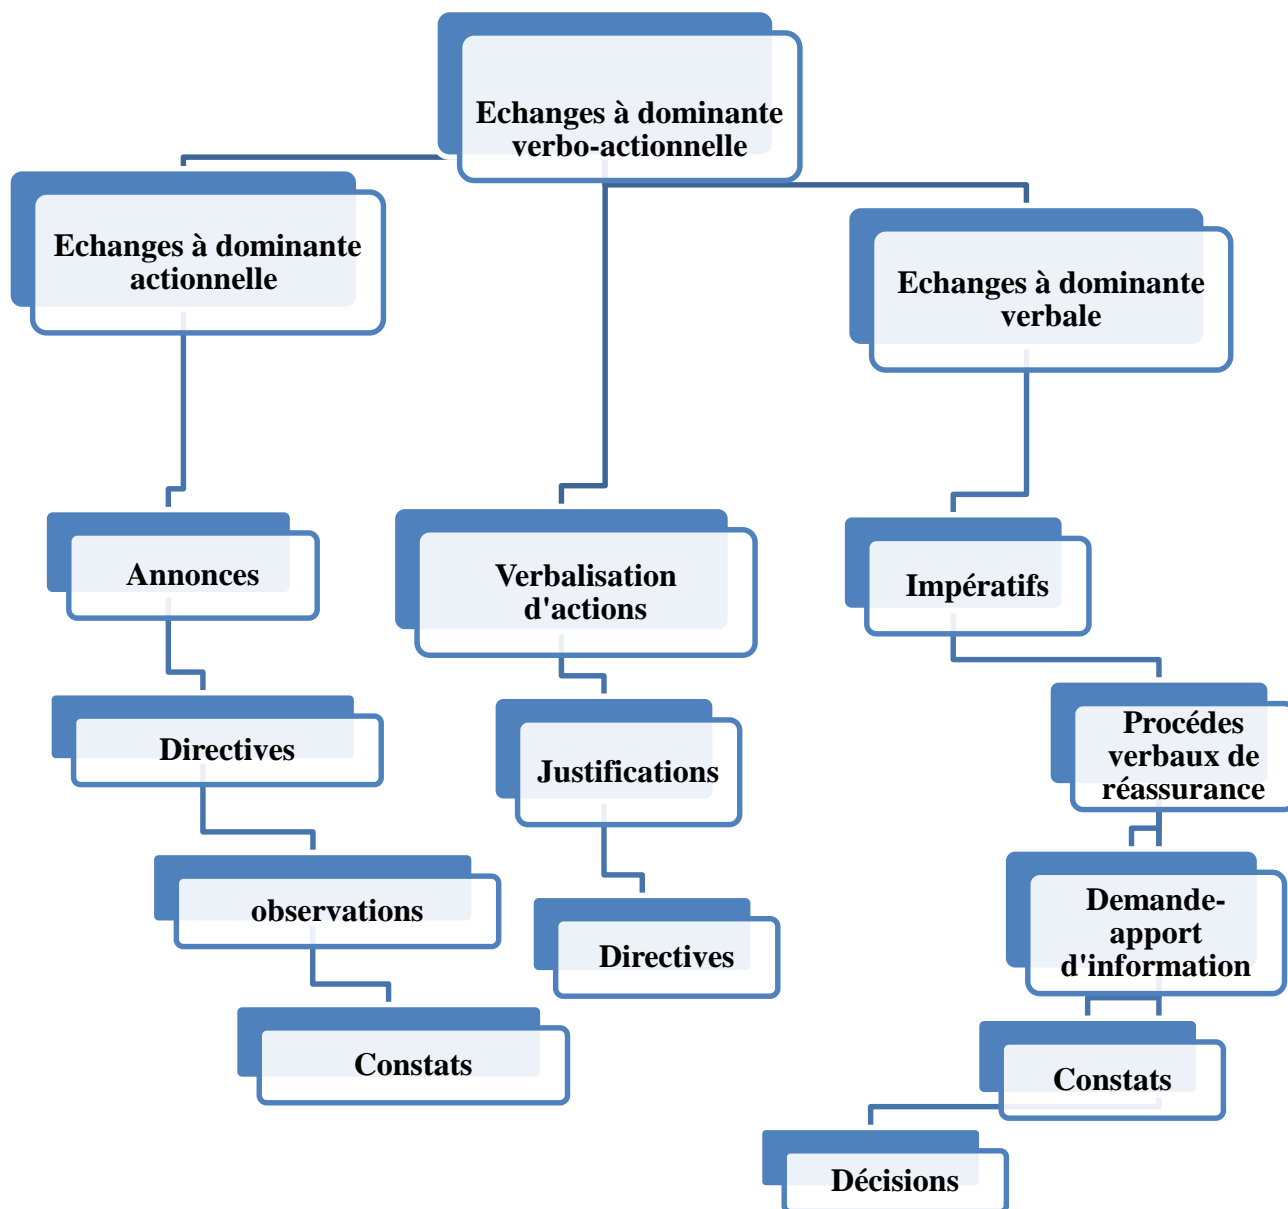 Echanges à dominante
verbo-actionnelle
Echanges à dominante
actionnelle
Echanges à dominante
verbale
Annonces
Verbalisation
d'actions
Impératifs
Directives
Justifications
Procédes
verbaux de
réassurance
observations
Directives
Demande-
apport
d'information
Constats
Constats
Décisions